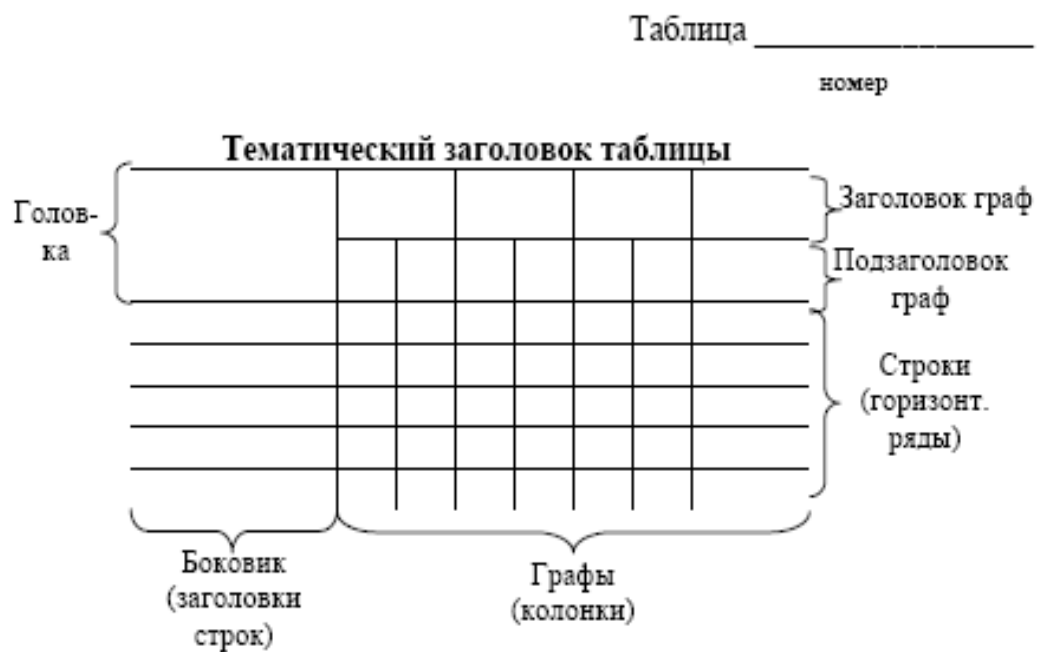 Таблица ____________________
номер
Тематический заголовок таблицы
Голов-
ка
Заголовок граф
Подзаголовок
граф
Строки
(горизонт.
ряды)
Боковик
(заголовки
строк)
Графы
(колонки)